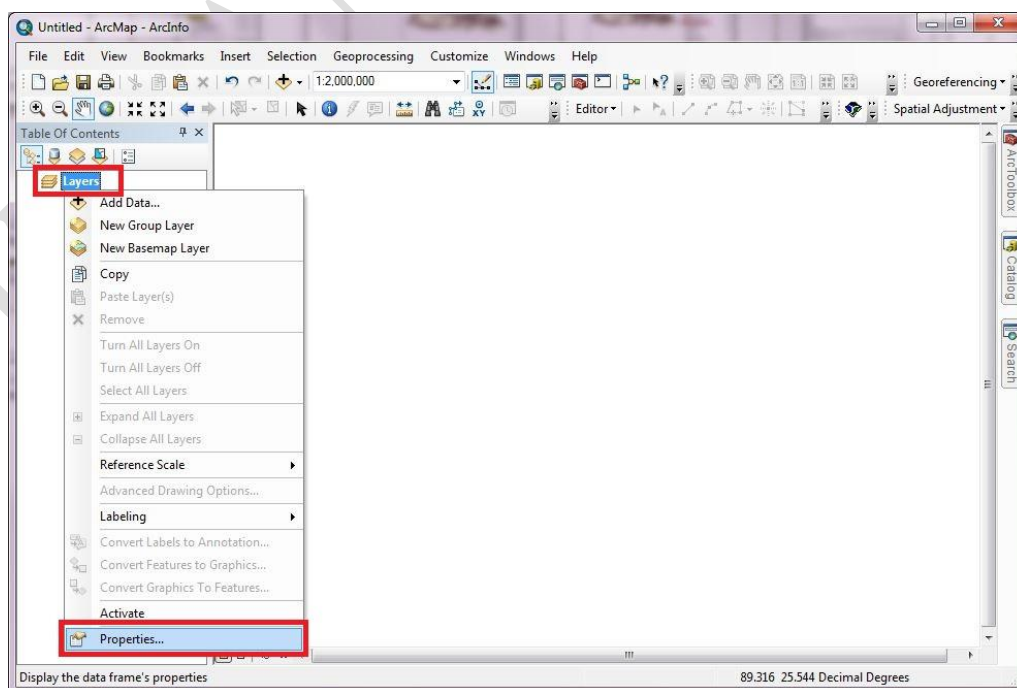 Untitled - ArcMap - ArcInfo
File Edit View Bookmarks Insert Selection Geoprocessing Customize Windows Help
1:2,000,000
Georeferencing
Editor
Spatial Adjustment
Table Of Contents
Layers
Add Data...
New Group Layer
New Basemap Layer
Copy
Paste Layer(s)
Remove
Turn All Layers On
Turn All Layers Off
Select All Layers
Expand All Layers
Collapse All Layers
Reference Scale
Advanced Drawing Options...
Labeling
Convert Labels to Annotation...
Convert Features to Graphics...
Convert Graphics To Features...
Activate
Properties...
ArcToolbox
Catalog
Search
Display the data frame's properties
89.316 25.544 Decimal Degrees